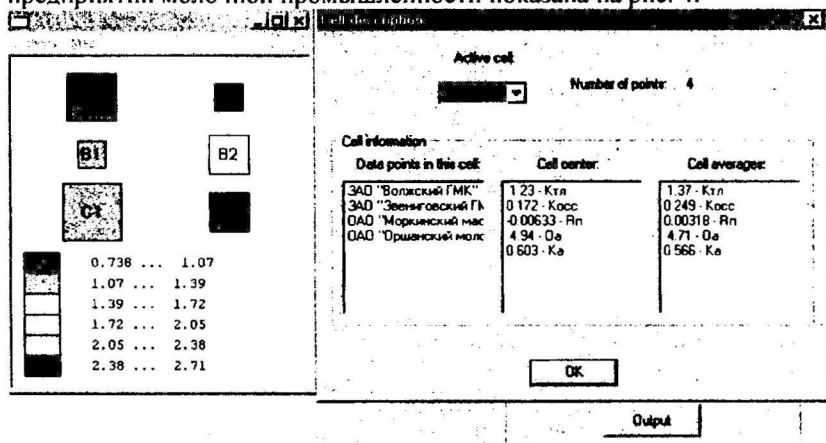 предприятий молочной промышленности показана на рис.
Cell description
Active cell
Number of points: 4
B1
B2
C1
0.738 ... 1.07
1.07 ... 1.39
1.39 ... 1.72
1.72 ... 2.05
2.05 ... 2.38
2.38 ... 2.71
Cell information
Data points in this cell:
ЗАО "Волжский ГМК"
ЗАО "Звениговский ГМ
ОАО "Моркинский мас
ОАО "Оршанский моло
Cell center:
1.23 - Ктл
0.172 - Косс
-0.00633 - Rп
4.94 - Оа
0.603 - Ка
Cell averages:
1.37 - Ктл
0.249 - Косс
0.00318 - Rп
4.71 - Оа
0.566 - Ка
OK
Output